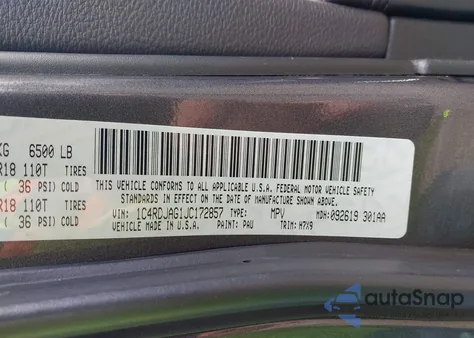 KG 6500 LB
R18 110T TIRES
( 36 PSI) COLD
R18 110T TIRES
( 36 PSI) COLD
THIS VEHICLE CONFORMS TO ALL APPLICABLE U.S.A. FEDERAL MOTOR VEHICLE SAFETY
STANDARDS IN EFFECT ON THE DATE OF MANUFACTURE SHOWN ABOVE.
VIN: 1C4RDJAG1JC172857 TYPE: MPV MDH: 092619 301AA
VEHICLE MADE IN U.S.A. PAINT: PAU TRIM: H7X9
autoSnap